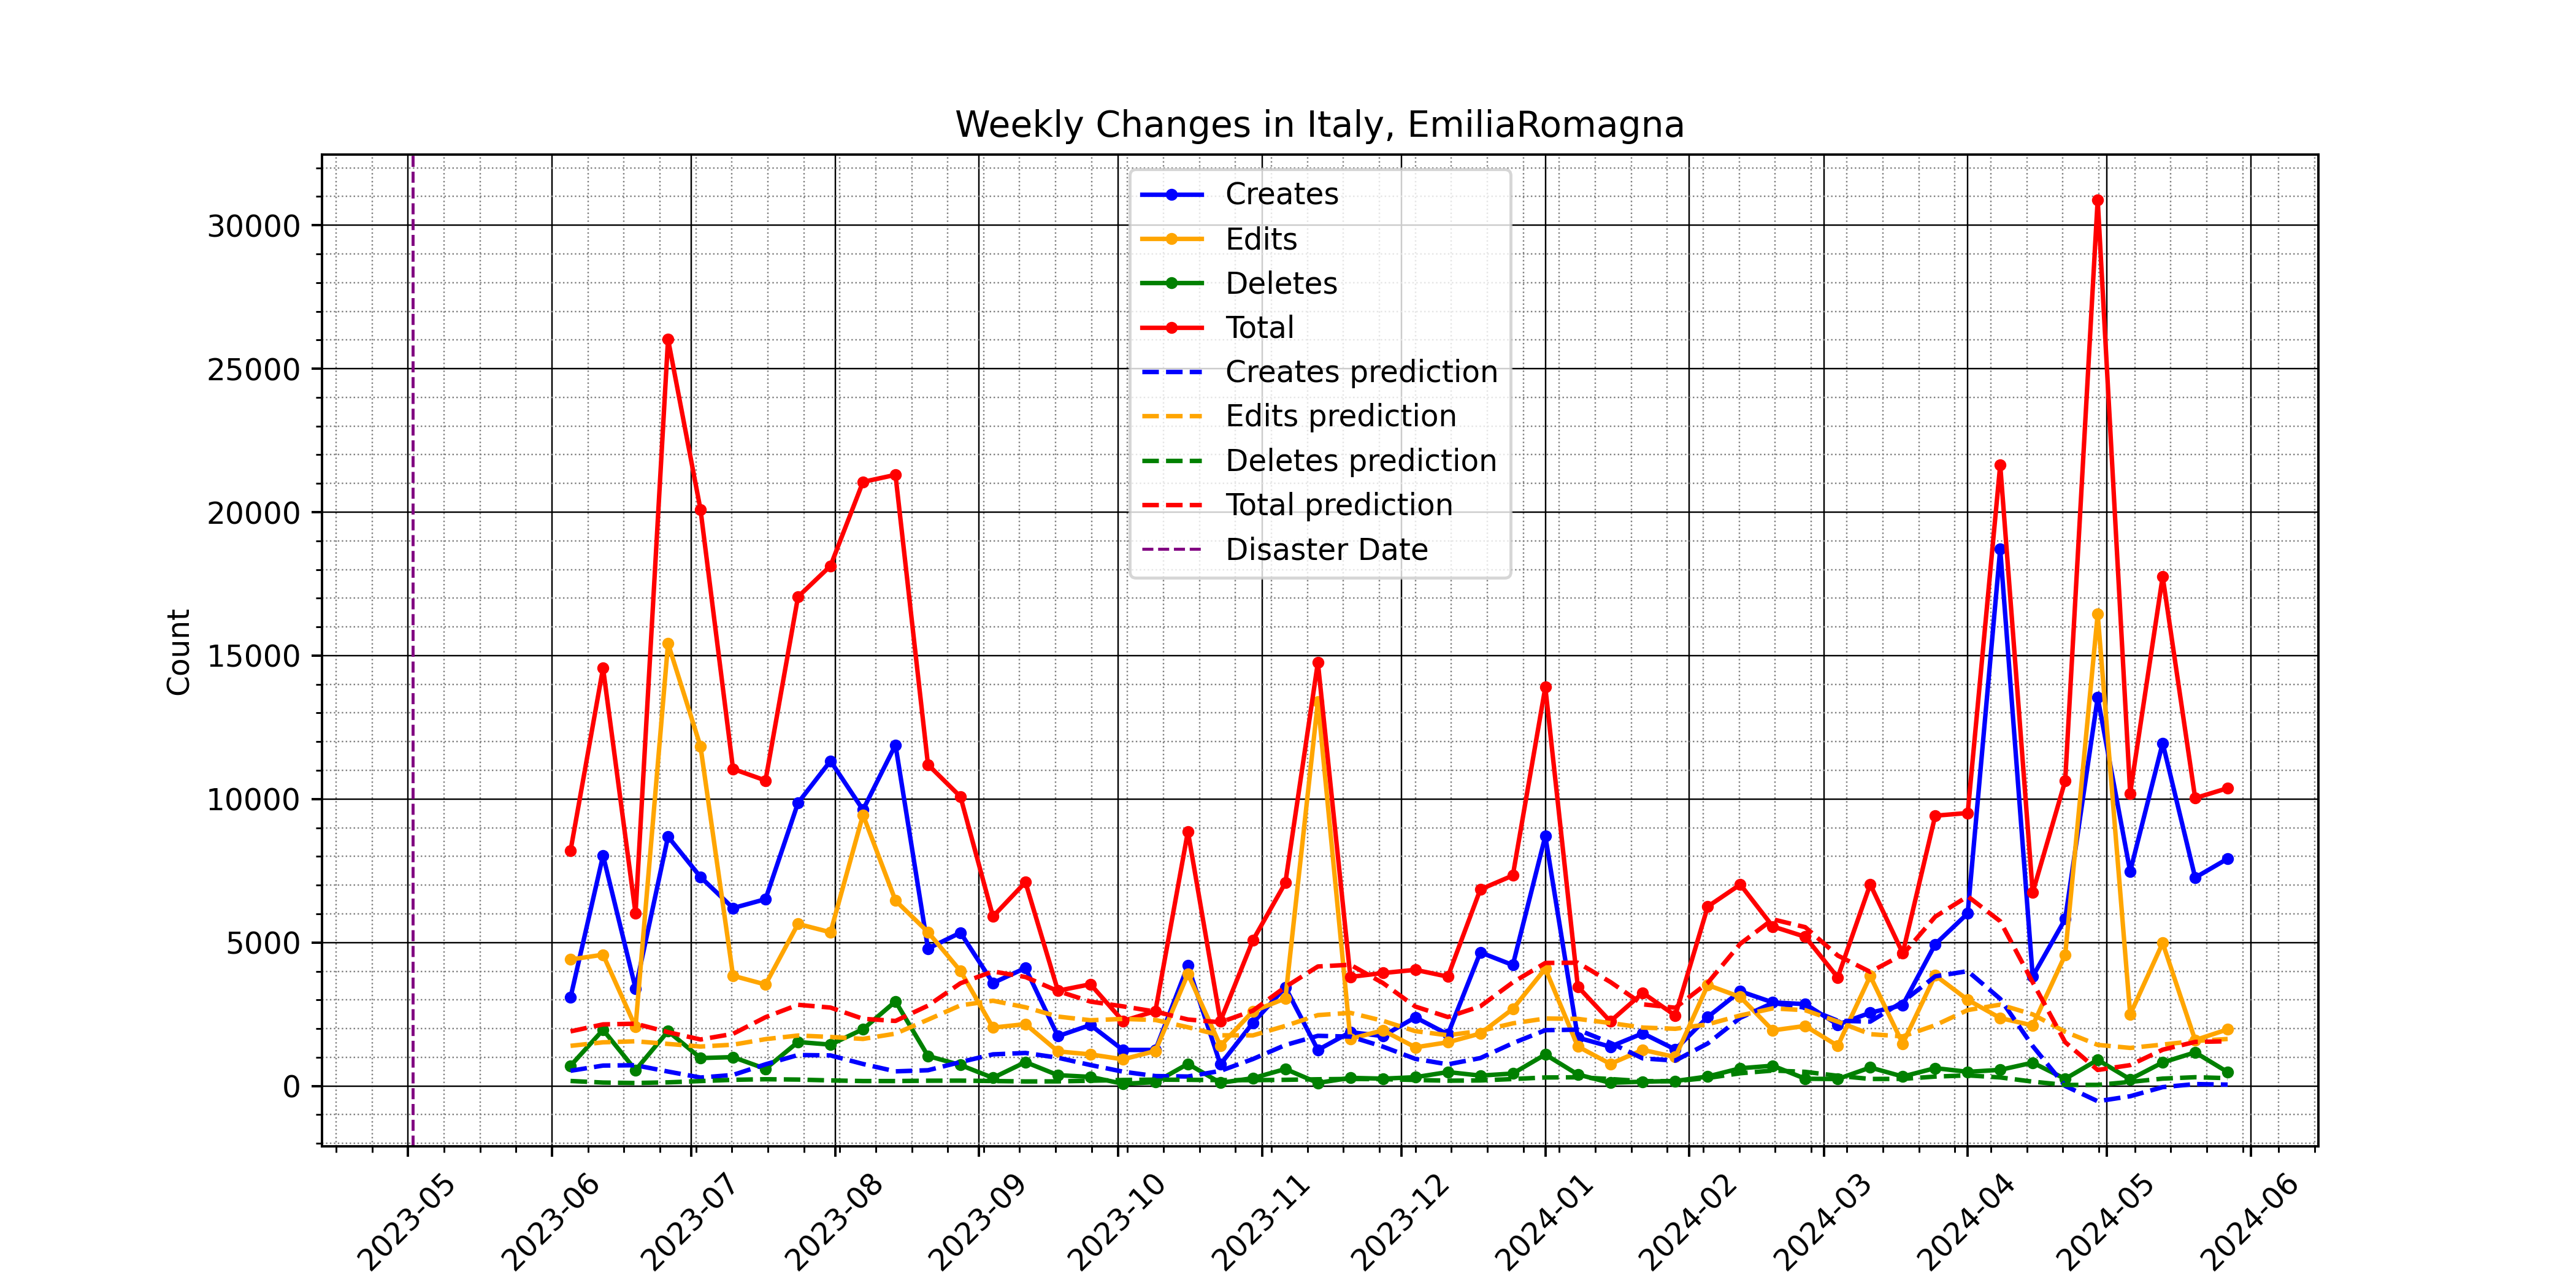 Weekly Changes in Italy, EmiliaRomagna
Creates
Edits
Deletes
Total
Creates prediction
Edits prediction
Deletes prediction
Total prediction
Disaster Date
Count
30000
25000
20000
15000
10000
5000
0
2023-05
2023-06
2023-07
2023-08
2023-09
2023-10
2023-11
2023-12
2024-01
2024-02
2024-03
2024-04
2024-05
2024-06